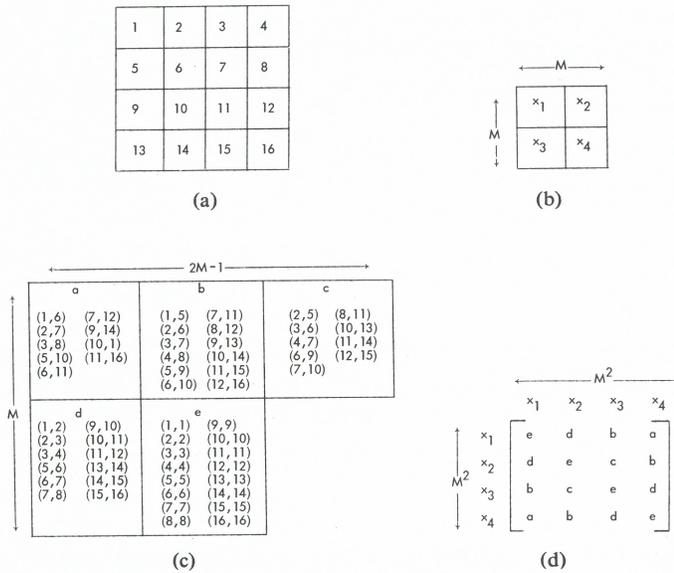 1 2 3 4
5 6 7 8
9 10 11 12
13 14 15 16
(a)
M
M
x1 x2
x3 x4
(b)
2M-1
M
a
(1,6) (7,12)
(2,7) (9,14)
(3,8) (10,1)
(5,10) (11,16)
(6,11)
b
(1,5) (7,11)
(2,6) (8,12)
(3,7) (9,13)
(4,8) (10,14)
(5,9) (11,15)
(6,10) (12,16)
c
(2,5) (8,11)
(3,6) (10,13)
(4,7) (11,14)
(6,9) (12,15)
(7,10)
d
(1,2) (9,10)
(2,3) (10,11)
(3,4) (11,12)
(5,6) (13,14)
(6,7) (14,15)
(7,8) (15,16)
e
(1,1) (9,9)
(2,2) (10,10)
(3,3) (11,11)
(4,4) (12,12)
(5,5) (13,13)
(6,6) (14,14)
(7,7) (15,15)
(8,8) (16,16)
(c)
M2
x1 x2 x3 x4
M2
x1 e d b a
x2 d e c b
x3 b c e d
x4 a b d e
(d)